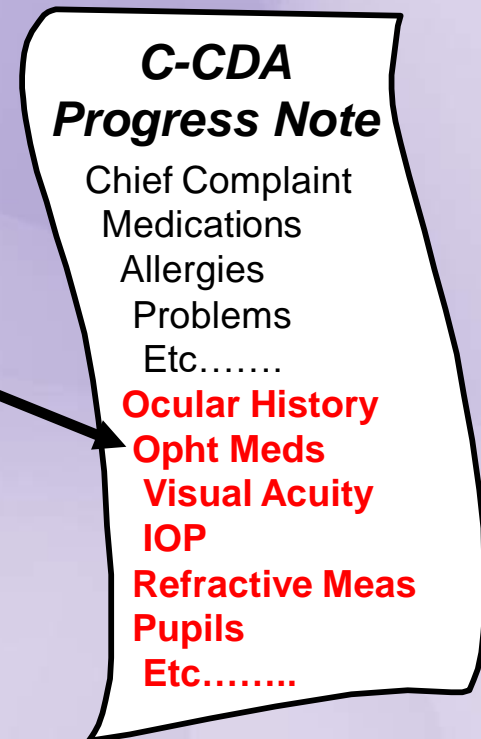 C-CDA
Progress Note
Chief Complaint
Medications
Allergies
Problems
Etc…….
Ocular History
Opht Meds
Visual Acuity
IOP
Refractive Meas
Pupils
Etc……..